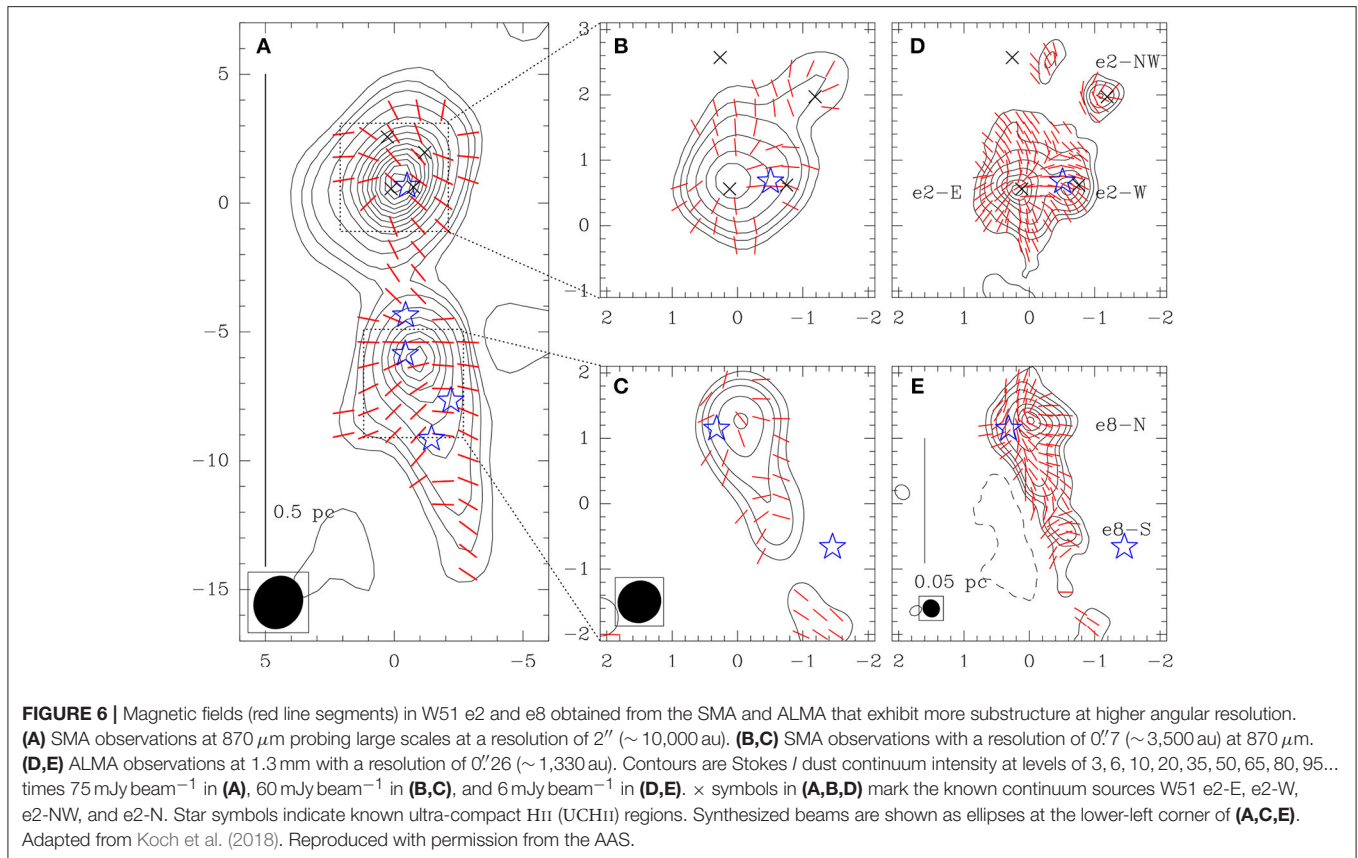 A
5
0
−5
−10
−15
0.5 pc
5
0
−5
B
3
2
1
0
−1
2
1
0
−1
−2
D
e2−NW
e2−E
e2−W
2
1
0
−1
−2
C
2
1
0
−1
−2
2
1
0
−1
−2
E
e8−N
e8−S
0.05 pc
2
1
0
−1
−2
FIGURE 6 | Magnetic fields (red line segments) in W51 e2 and e8 obtained from the SMA and ALMA that exhibit more substructure at higher angular resolution.
(A) SMA observations at 870 μm probing large scales at a resolution of 2″ (∼ 10,000 au). (B,C) SMA observations with a resolution of 0″.7 (∼ 3,500 au) at 870 μm.
(D,E) ALMA observations at 1.3 mm with a resolution of 0″.26 (∼ 1,330 au). Contours are Stokes I dust continuum intensity at levels of 3, 6, 10, 20, 35, 50, 65, 80, 95...
times 75 mJy beam−1 in (A), 60 mJy beam−1 in (B,C), and 6 mJy beam−1 in (D,E). × symbols in (A,B,D) mark the known continuum sources W51 e2-E, e2-W,
e2-NW, and e2-N. Star symbols indicate known ultra-compact HII (UCHII) regions. Synthesized beams are shown as ellipses at the lower-left corner of (A,C,E).
Adapted from Koch et al. (2018). Reproduced with permission from the AAS.